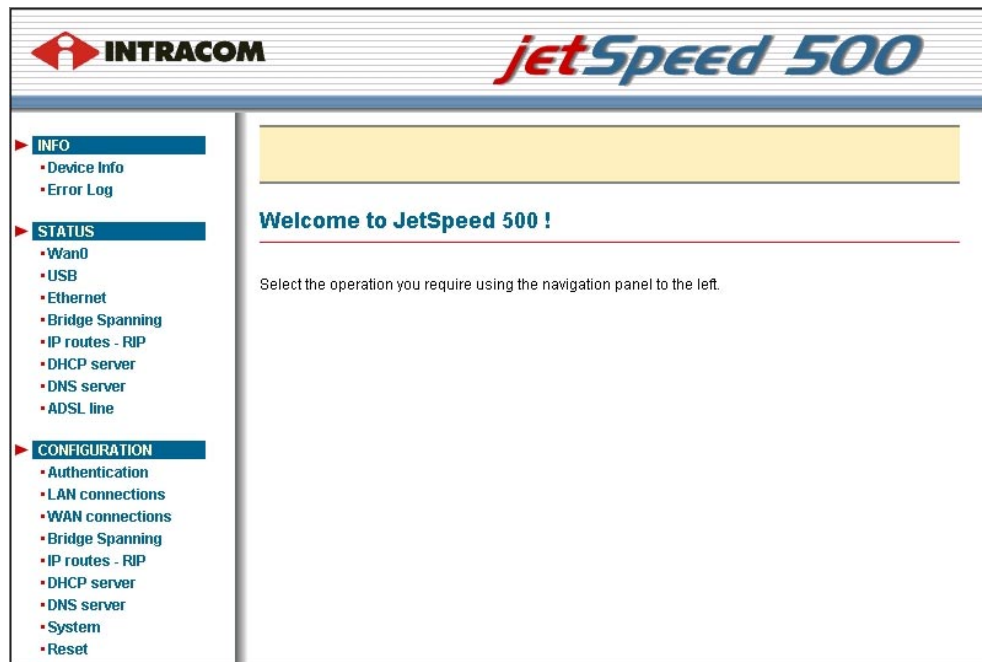 INTRACOM
jetSpeed 500
INFO
Device Info
Error Log
STATUS
Wan0
USB
Ethernet
Bridge Spanning
IP routes - RIP
DHCP server
DNS server
ADSL line
CONFIGURATION
Authentication
LAN connections
WAN connections
Bridge Spanning
IP routes - RIP
DHCP server
DNS server
System
Reset
Welcome to JetSpeed 500 !
Select the operation you require using the navigation panel to the left.